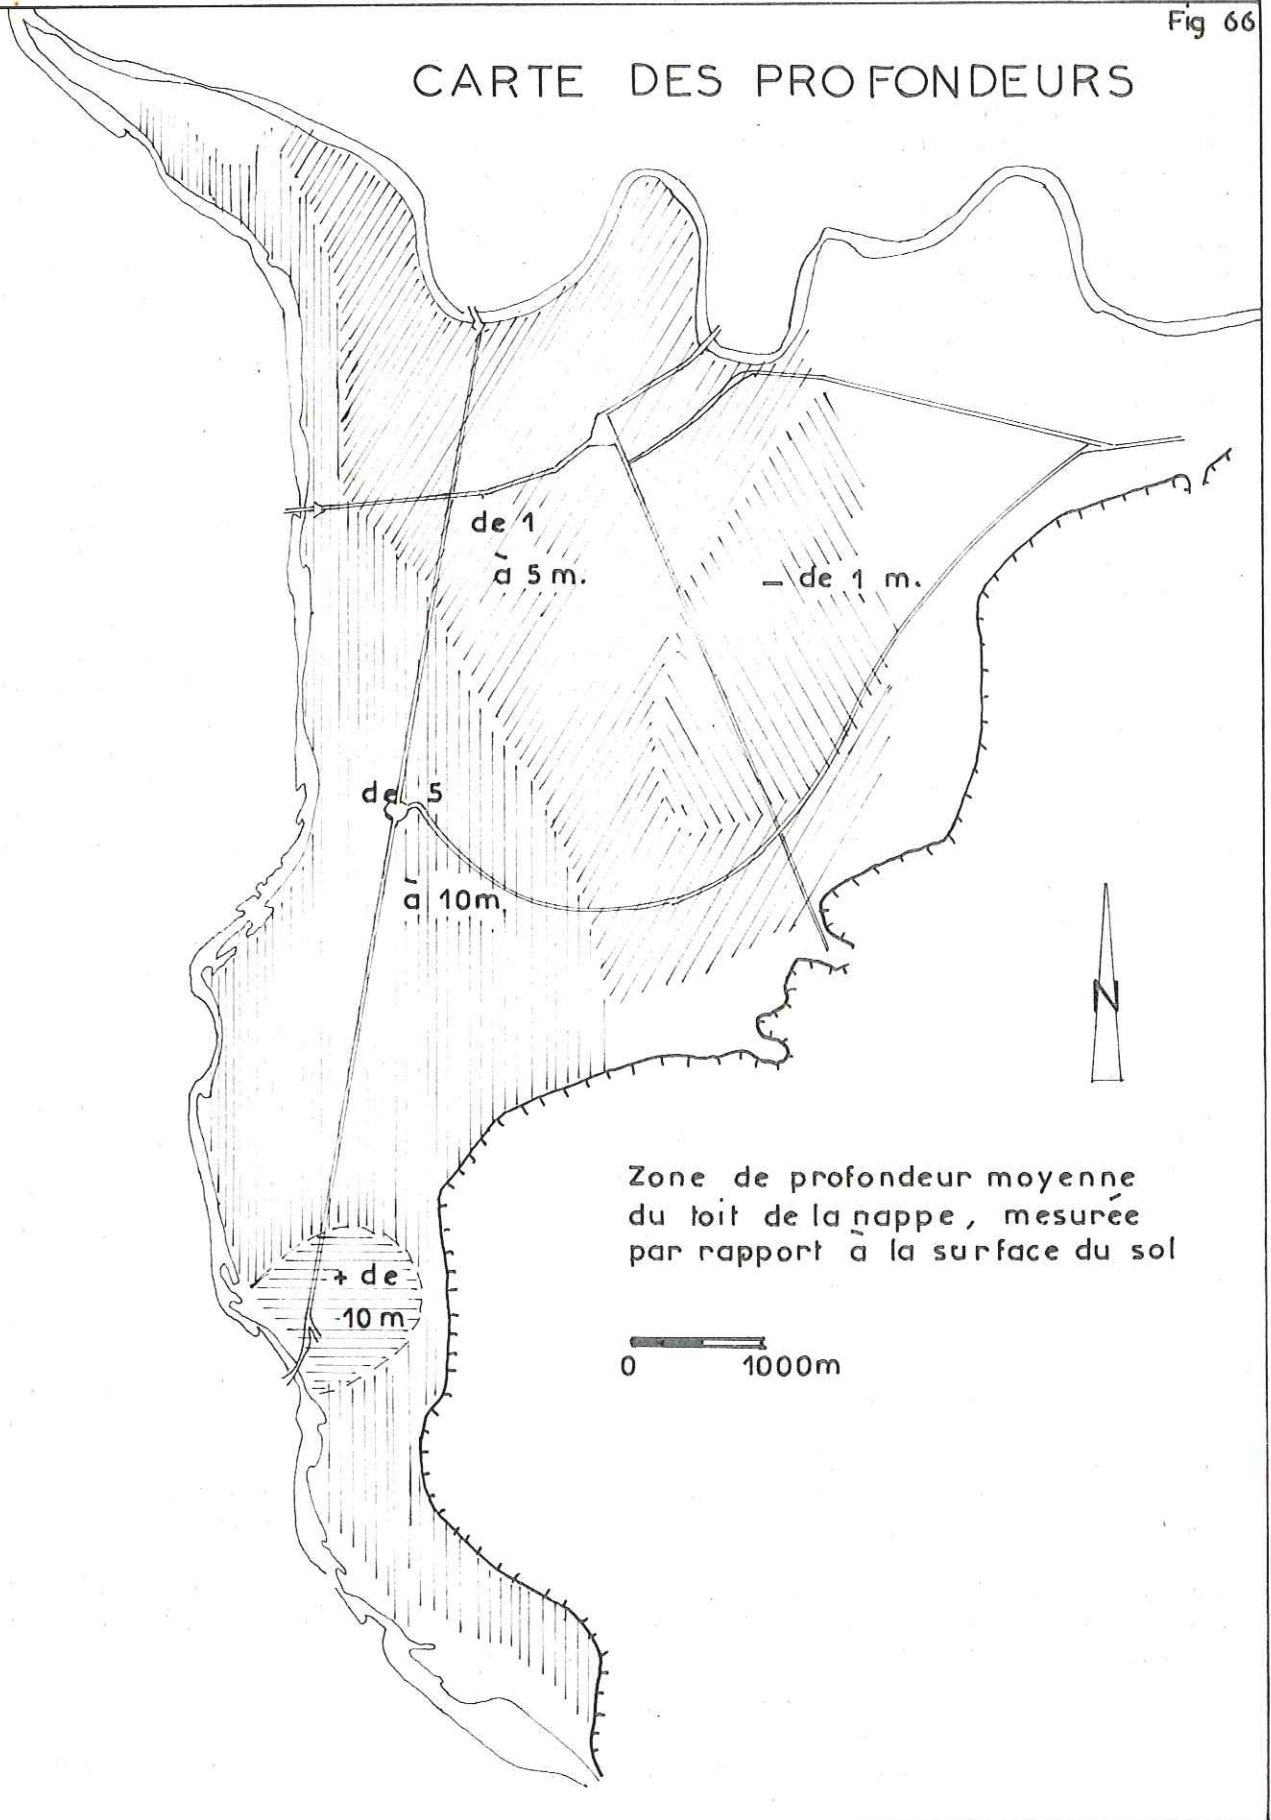 Fig 66
CARTE DES PROFONDEURS
de 1
à 5 m.
- de 1 m.
de 5
à 10m.
N
Zone de profondeur moyenne
du toit de la nappe, mesurée
par rapport à la surface du sol
+ de
10 m
0 1000m